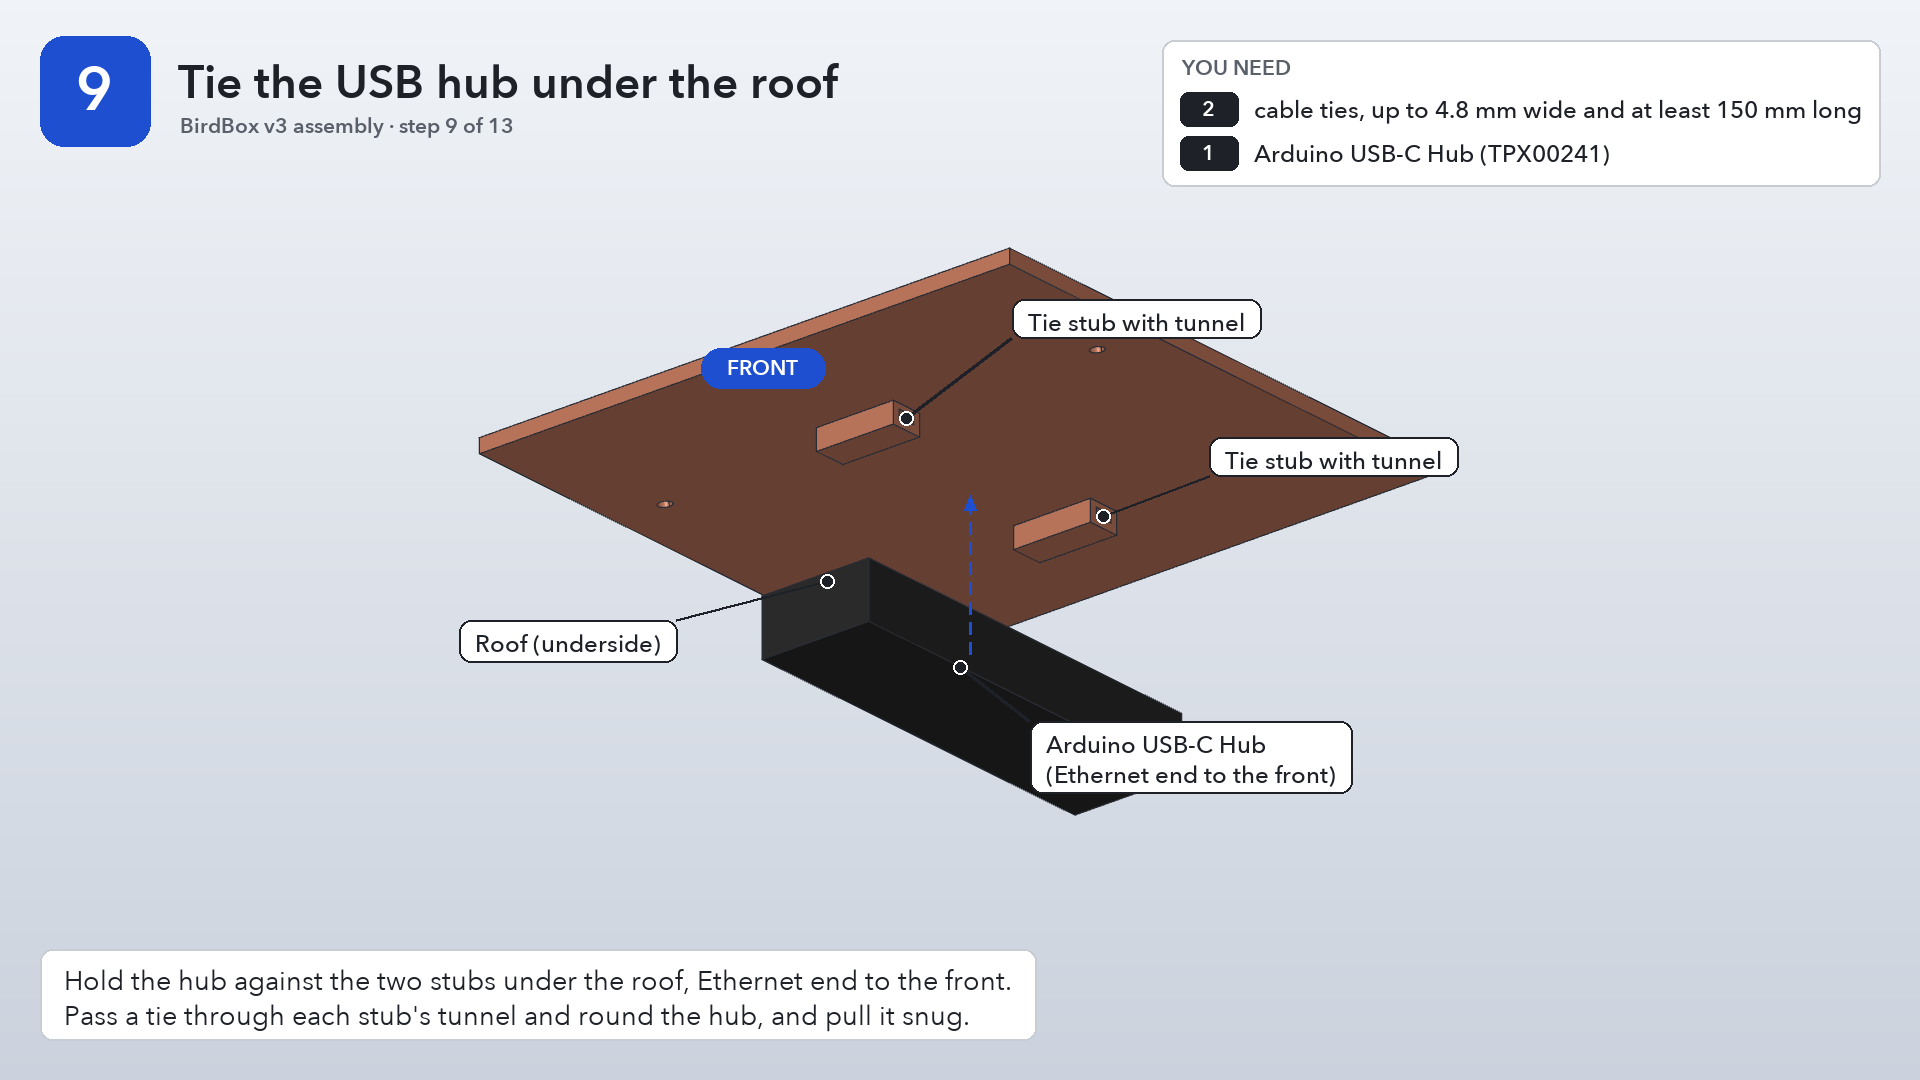 9
Tie the USB hub under the roof
BirdBox v3 assembly · step 9 of 13
YOU NEED
2 cable ties, up to 4.8 mm wide and at least 150 mm long
1 Arduino USB-C Hub (TPX00241)
Tie stub with tunnel
FRONT
Tie stub with tunnel
Roof (underside)
Arduino USB-C Hub
(Ethernet end to the front)
Hold the hub against the two stubs under the roof, Ethernet end to the front.
Pass a tie through each stub's tunnel and round the hub, and pull it snug.